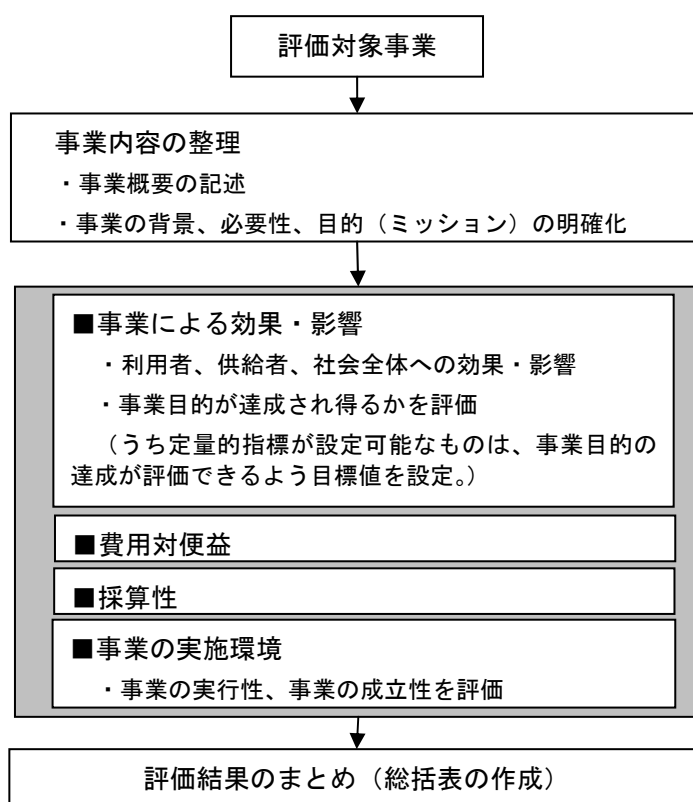 評価対象事業
事業内容の整理
・事業概要の記述
・事業の背景、必要性、目的（ミッション）の明確化
■事業による効果・影響
・利用者、供給者、社会全体への効果・影響
・事業目的が達成され得るかを評価
（うち定量的指標が設定可能なものは、事業目的の
達成が評価できるよう目標値を設定。）
■費用対便益
■採算性
■事業の実施環境
・事業の実行性、事業の成立性を評価
評価結果のまとめ（総括表の作成）